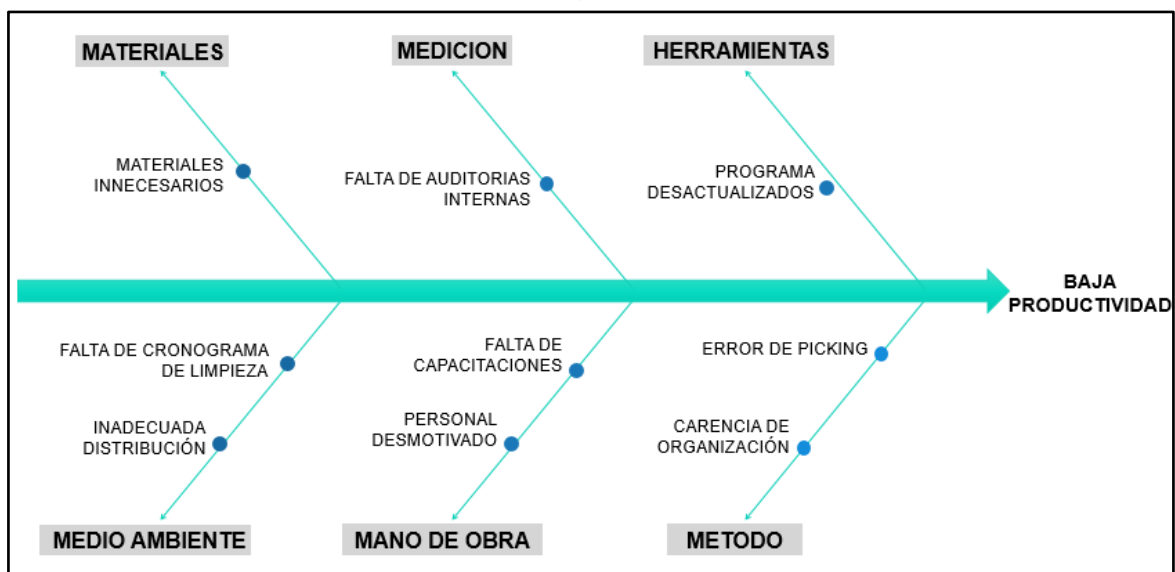 MATERIALES
MEDICION
HERRAMIENTAS
MATERIALES
INNECESARIOS
FALTA DE AUDITORIAS
INTERNAS
PROGRAMA
DESACTUALIZADOS
BAJA
PRODUCTIVIDAD
FALTA DE CRONOGRAMA
DE LIMPIEZA
FALTA DE
CAPACITACIONES
ERROR DE PICKING
INADECUADA
DISTRIBUCIÓN
PERSONAL
DESMOTIVADO
CARENCIA DE
ORGANIZACIÓN
MEDIO AMBIENTE
MANO DE OBRA
METODO